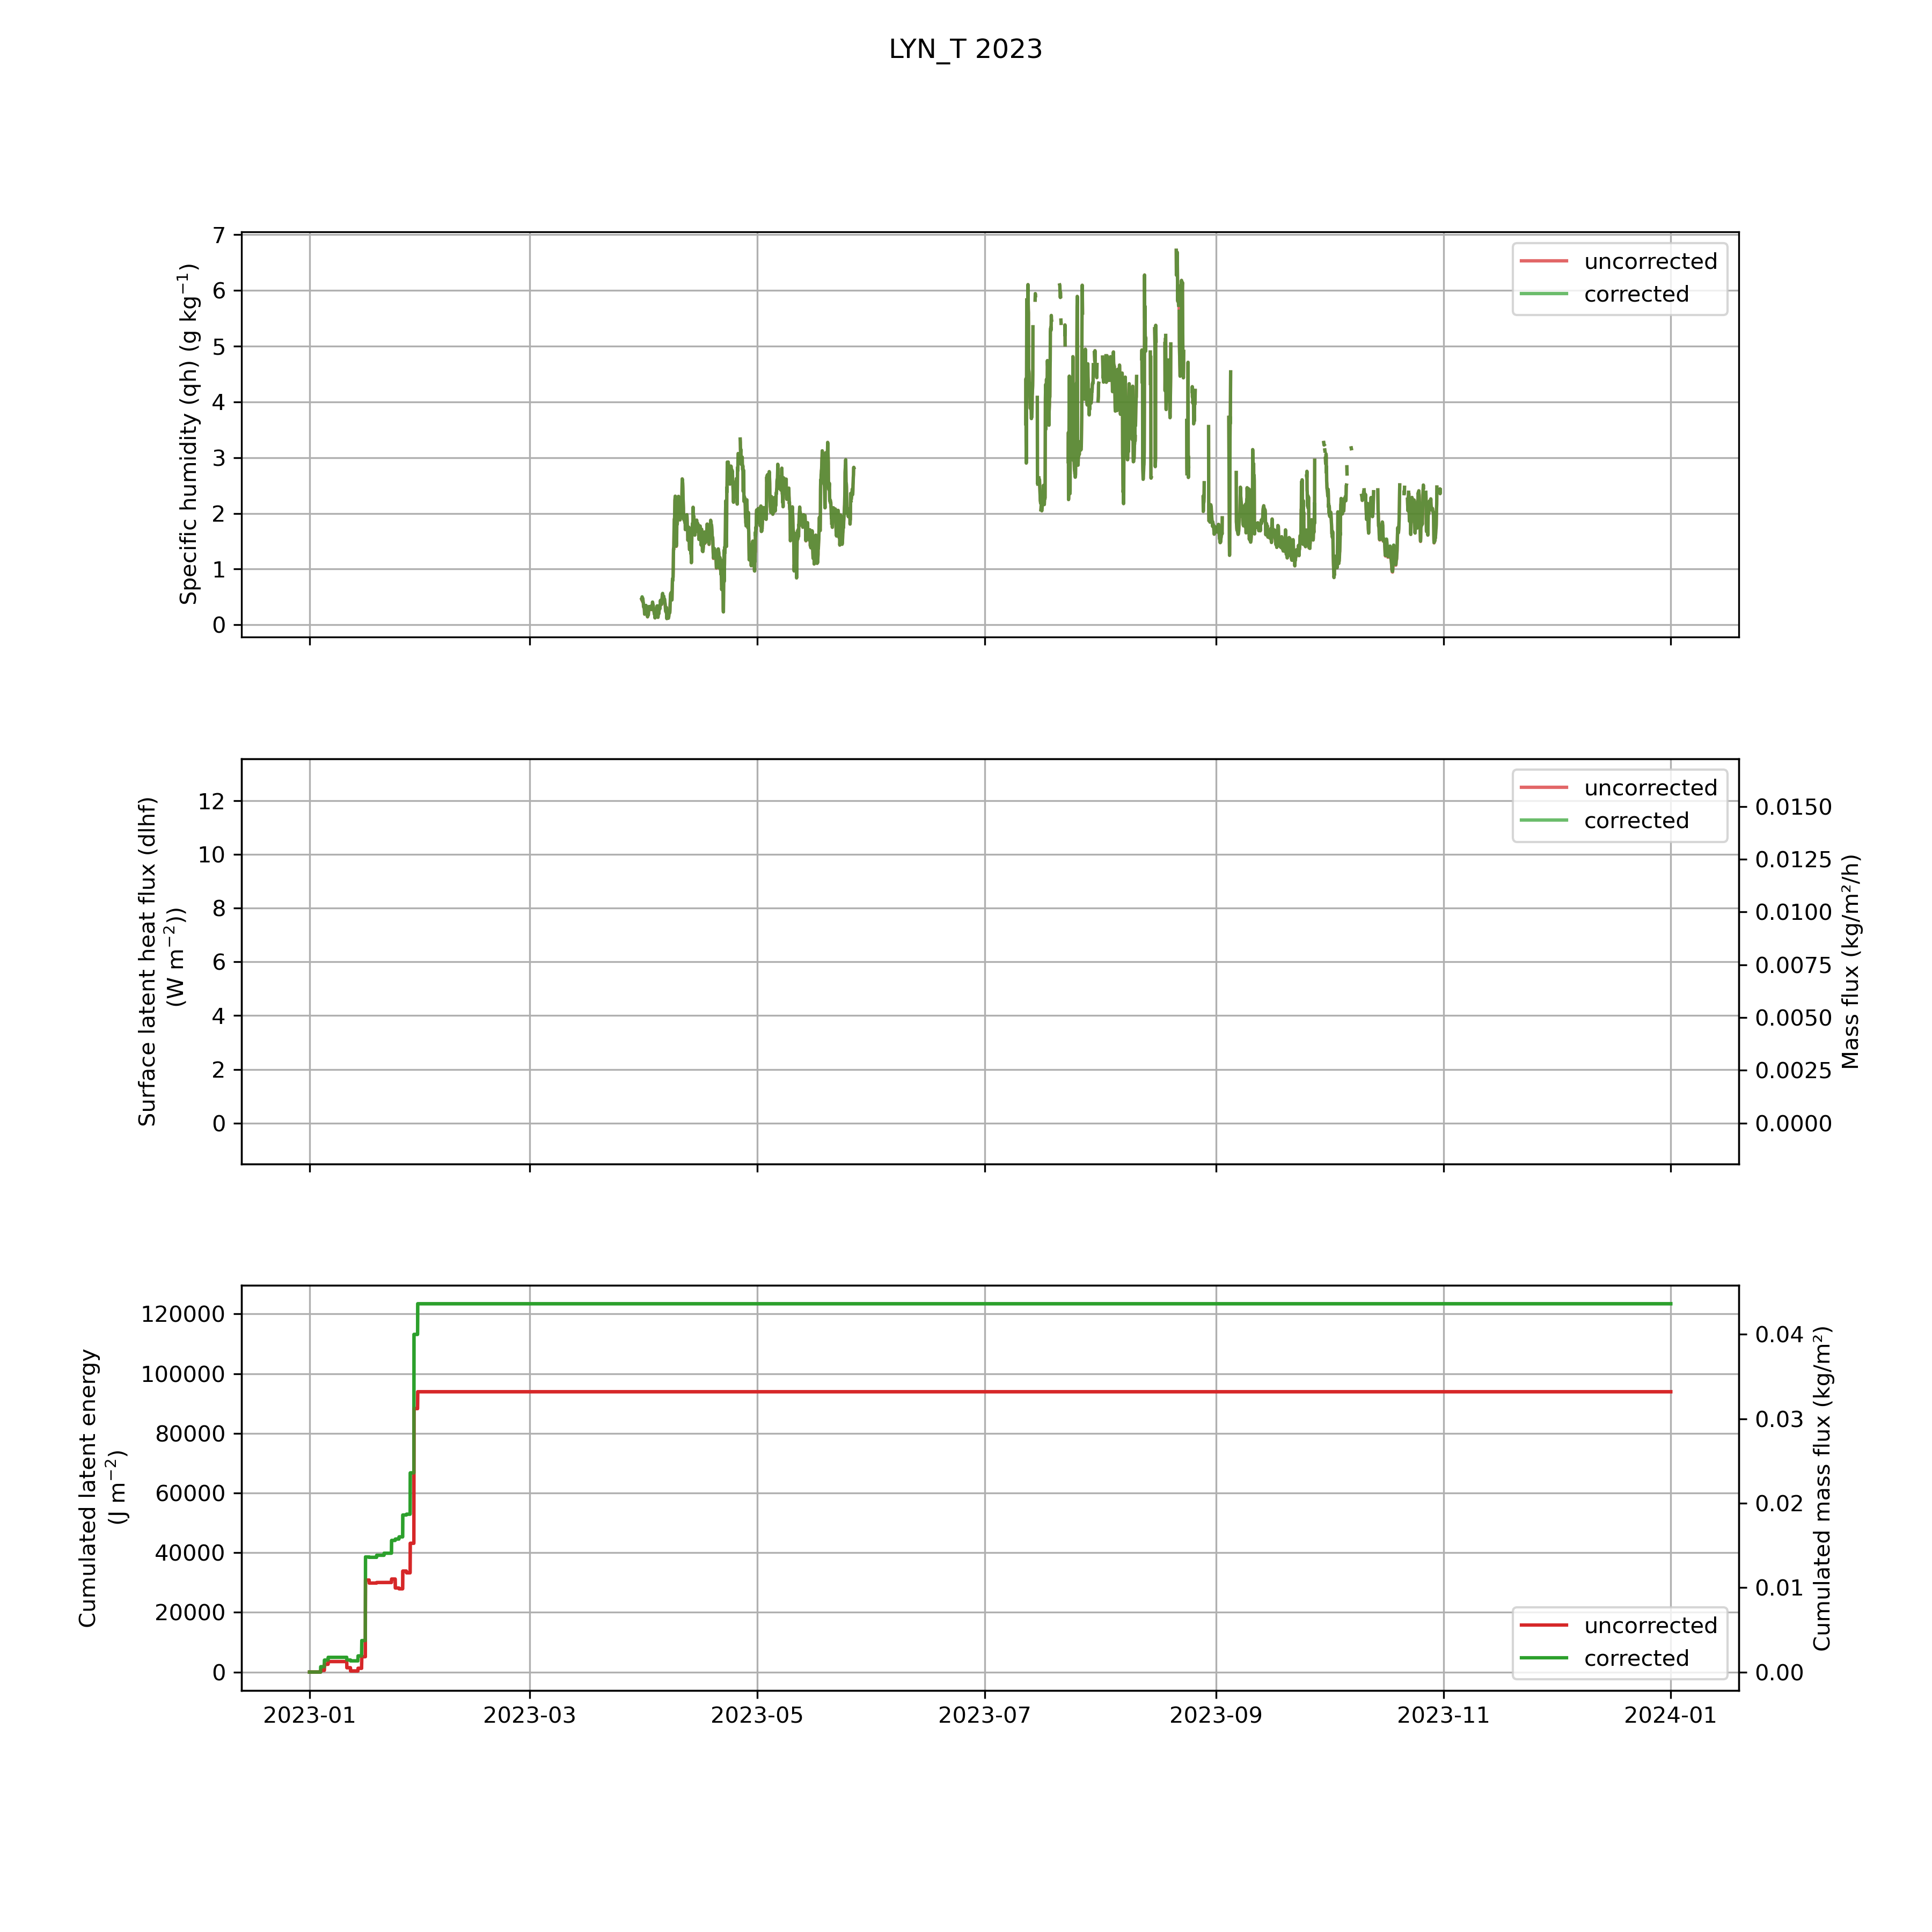 LYN_T 2023
Specific humidity (qh) (g kg⁻¹)
7
6
5
4
3
2
1
0
uncorrected
corrected
Surface latent heat flux (dlhf)
(W m⁻²))
12
10
8
6
4
2
0
uncorrected
corrected
0.0150
0.0125
0.0100
0.0075
0.0050
0.0025
0.0000
Mass flux (kg/m²/h)
Cumulated latent energy
(J m⁻²)
120000
100000
80000
60000
40000
20000
0
uncorrected
corrected
0.04
0.03
0.02
0.01
0.00
Cumulated mass flux (kg/m²)
2023-01 2023-03 2023-05 2023-07 2023-09 2023-11 2024-01